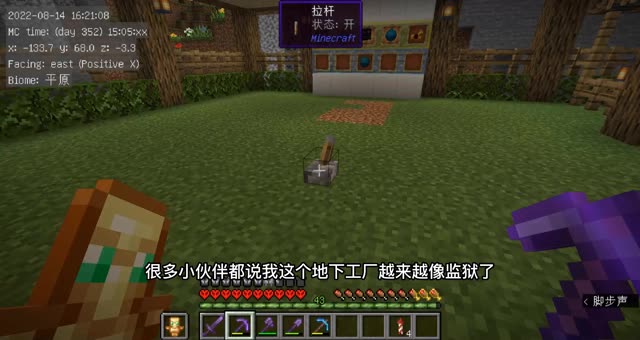 2022-08-14 16:21:08
MC time: (day 352) 15:05:xx
x: -133.7 y: 68.0 z: -3.3
Facing: east (Positive X)
Biome: 平原
拉杆
状态: 开
Minecraft
很多小伙伴都说我这个地下工厂越来越像监狱了
43
< 脚步声
4